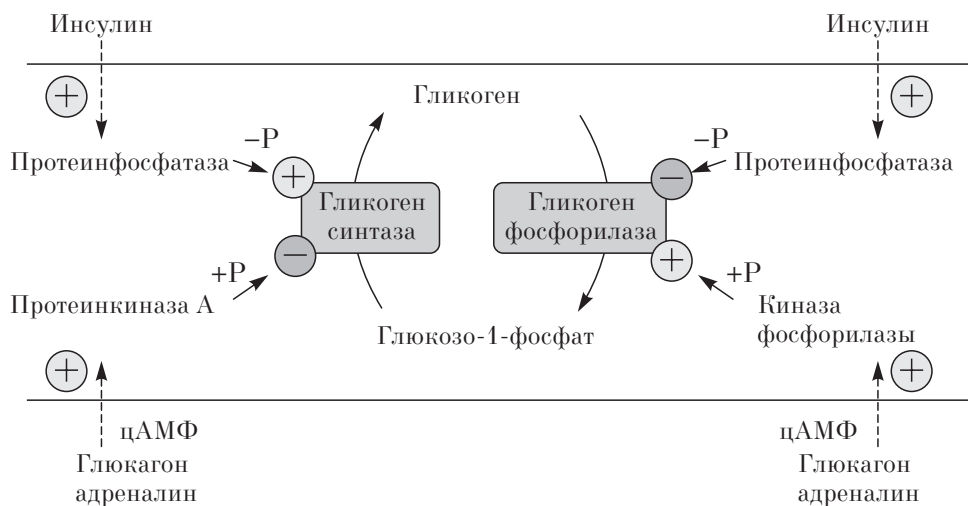 Инсулин Инсулин
+ +
Гликоген
−P −P
Протеинфосфатаза Протеинфосфатаза
+ −
Гликоген синтаза
Гликоген фосфорилаза
− +
+P +P
Протеинкиназа А
Киназа фосфорилазы
Глюкозо-1-фосфат
+ +
цАМФ цАМФ
Глюкагон Глюкагон
адреналин адреналин